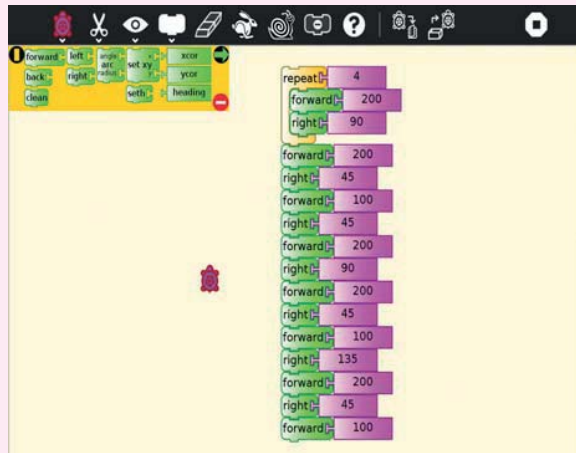 forward left angle arc radius set xy x y xcor ycor
back right
clean seth heading
repeat 4
forward 200
right 90
forward 200
right 45
forward 100
right 45
forward 200
right 90
forward 200
right 45
forward 100
right 135
forward 200
right 45
forward 100